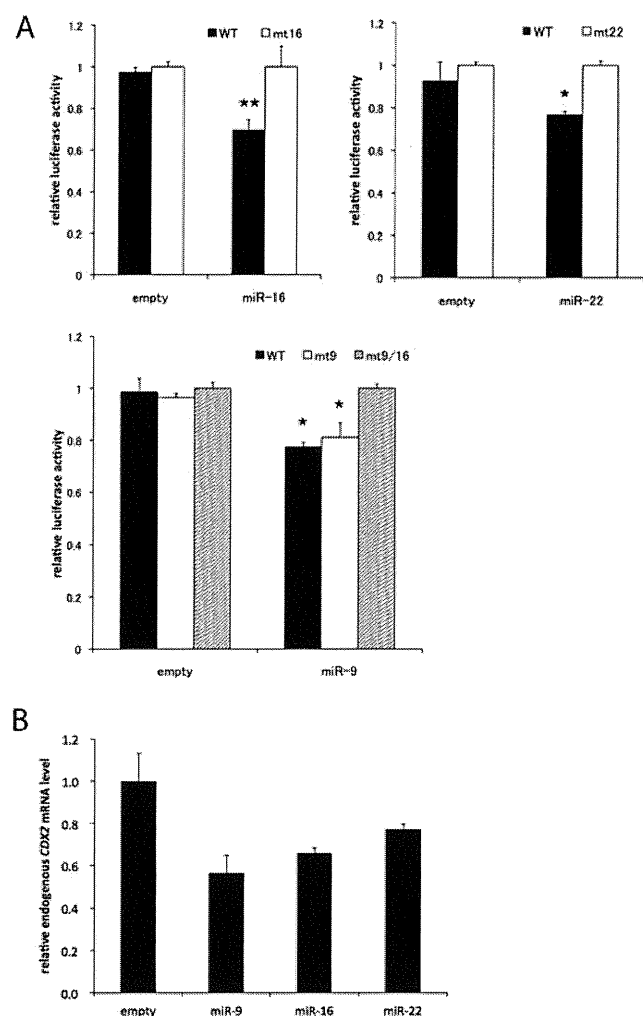 A
1.2
1
0.8
0.6
0.4
0.2
0
relative luciferase activity
WT mt16
★★
empty miR-16
1.2
1
0.8
0.6
0.4
0.2
0
relative luciferase activity
WT mt22
★
empty miR-22
1.2
1
0.8
0.6
0.4
0.2
0
relative luciferase activity
WT mt9 mt9/16
★ ★
empty miR-9
B
1.2
1.0
0.8
0.6
0.4
0.2
0.0
relative endogenous CDX2 mRNA level
empty miR-9 miR-16 miR-22